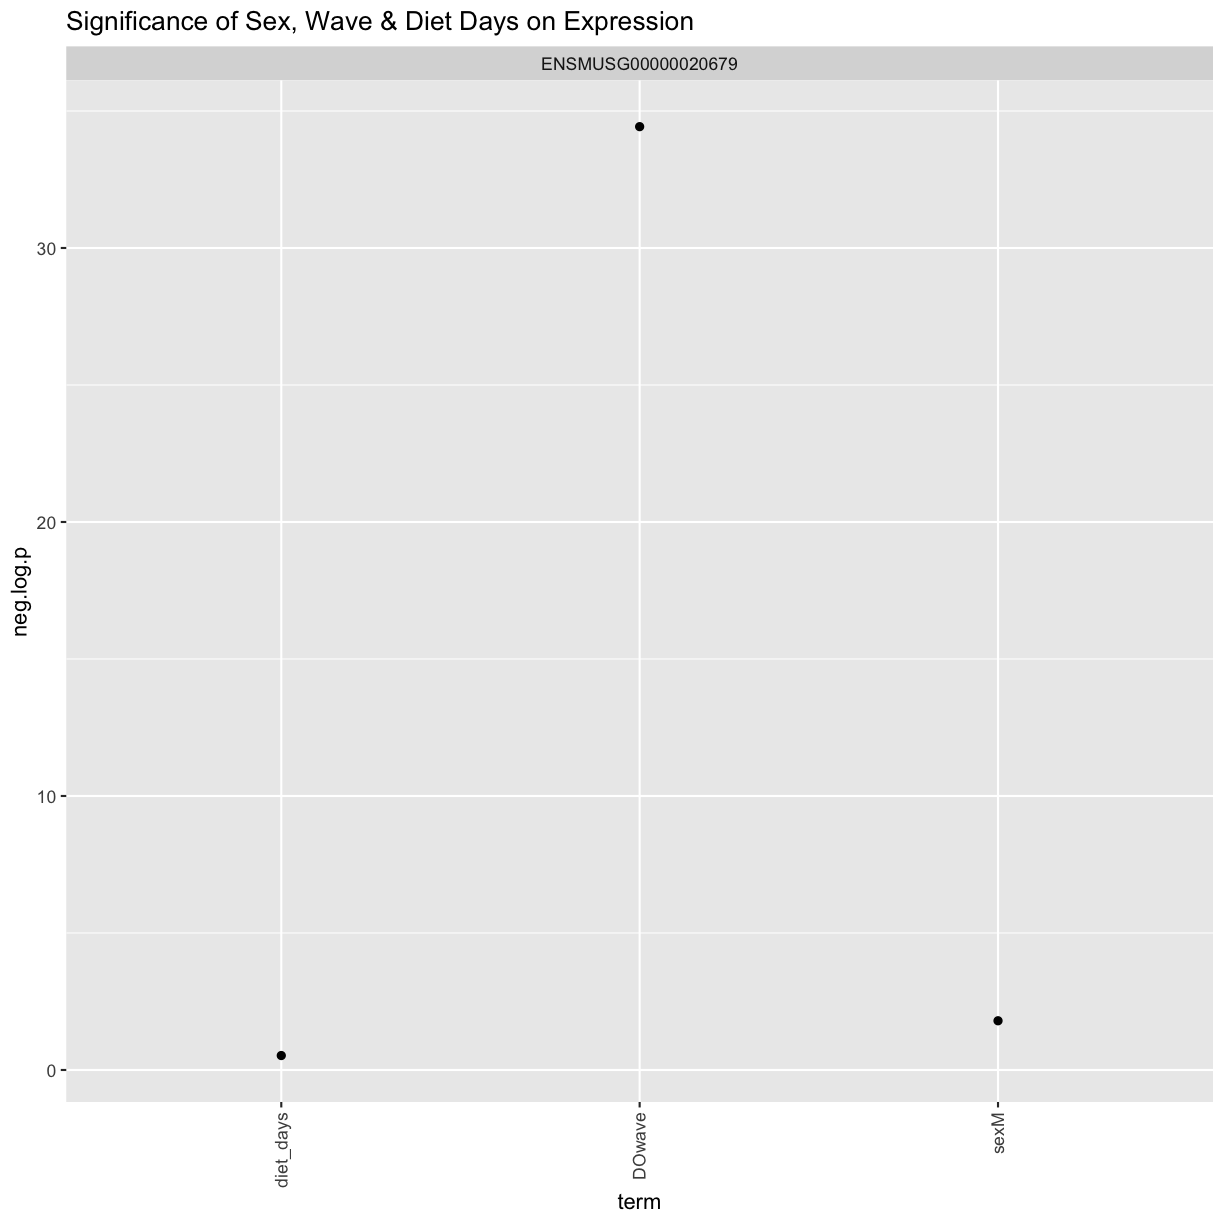 Significance of Sex, Wave & Diet Days on Expression
ENSMUSG00000020679
neg.log.p
30
20
10
0
diet_days
DOwave
sexM
term